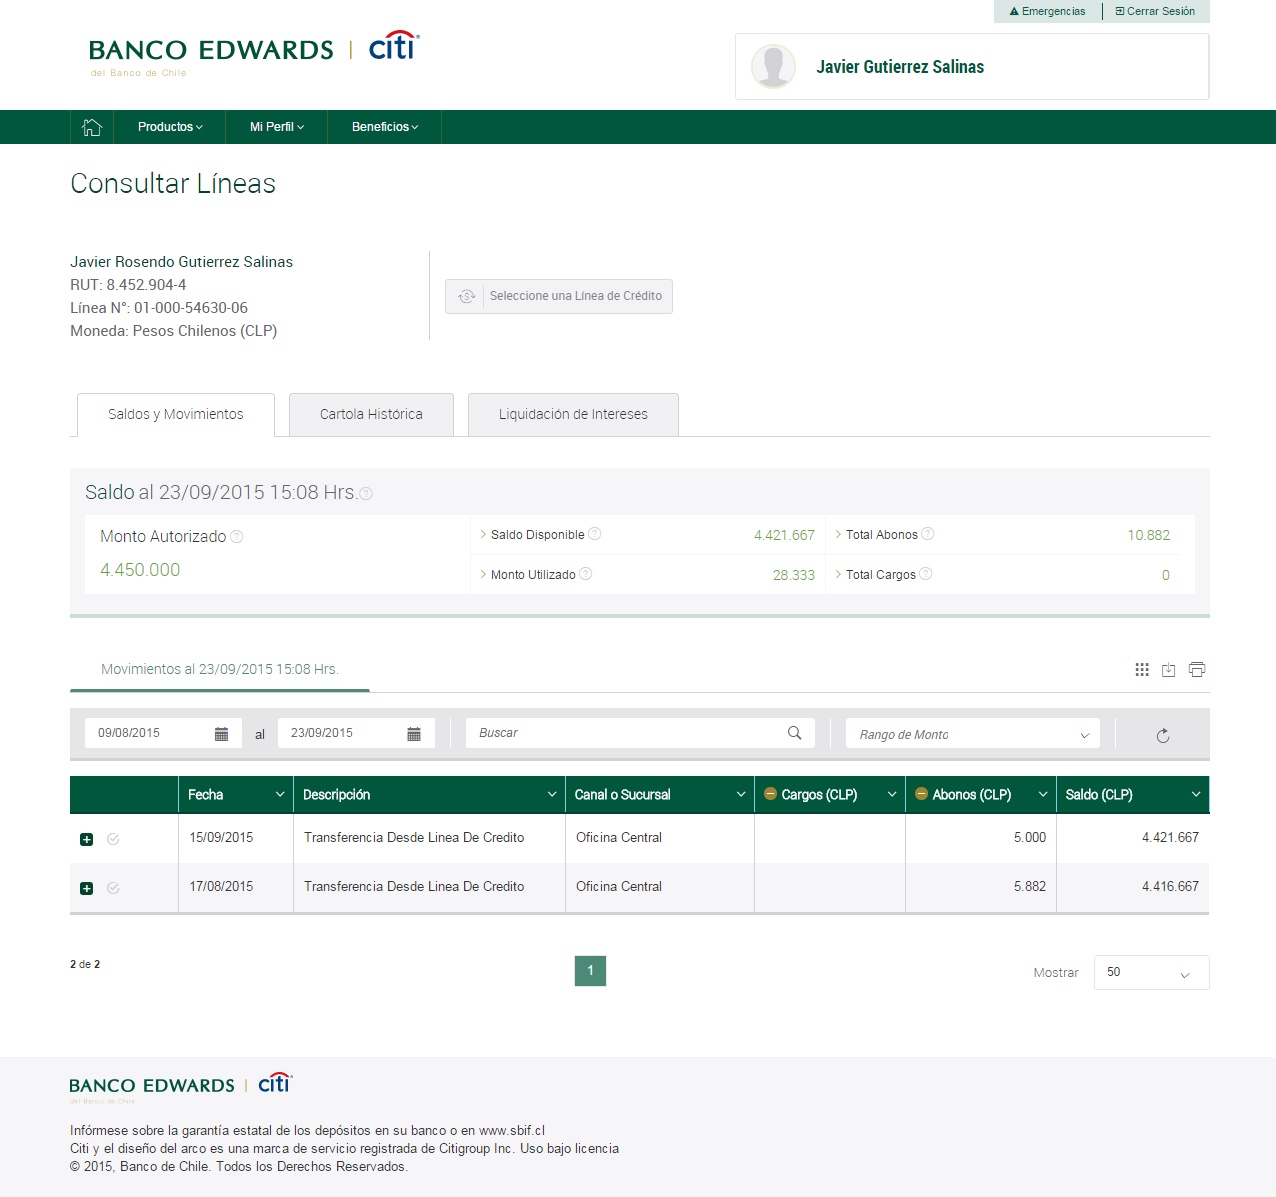 Emergencias
Cerrar Sesión
BANCO EDWARDS | citi
del Banco de Chile
Javier Gutierrez Salinas
Productos
Mi Perfil
Beneficios
Consultar Líneas
Javier Rosendo Gutierrez Salinas
RUT: 8.452.904-4
Línea N°: 01-000-54630-06
Moneda: Pesos Chilenos (CLP)
Seleccione una Línea de Crédito
Saldos y Movimientos
Cartola Histórica
Liquidación de Intereses
Saldo al 23/09/2015 15:08 Hrs.
Monto Autorizado
4.450.000
Saldo Disponible 4.421.667
Total Abonos 10.882
Monto Utilizado 28.333
Total Cargos 0
Movimientos al 23/09/2015 15:08 Hrs.
09/08/2015 al 23/09/2015 Buscar Rango de Monto
Fecha Descripción Canal o Sucursal Cargos (CLP) Abonos (CLP) Saldo (CLP)
15/09/2015 Transferencia Desde Linea De Credito Oficina Central 5.000 4.421.667
17/08/2015 Transferencia Desde Linea De Credito Oficina Central 5.882 4.416.667
2 de 2
1
Mostrar 50
BANCO EDWARDS | citi
del Banco de Chile
Infórmese sobre la garantía estatal de los depósitos en su banco o en www.sbif.cl
Citi y el diseño del arco es una marca de servicio registrada de Citigroup Inc. Uso bajo licencia
© 2015, Banco de Chile. Todos los Derechos Reservados.